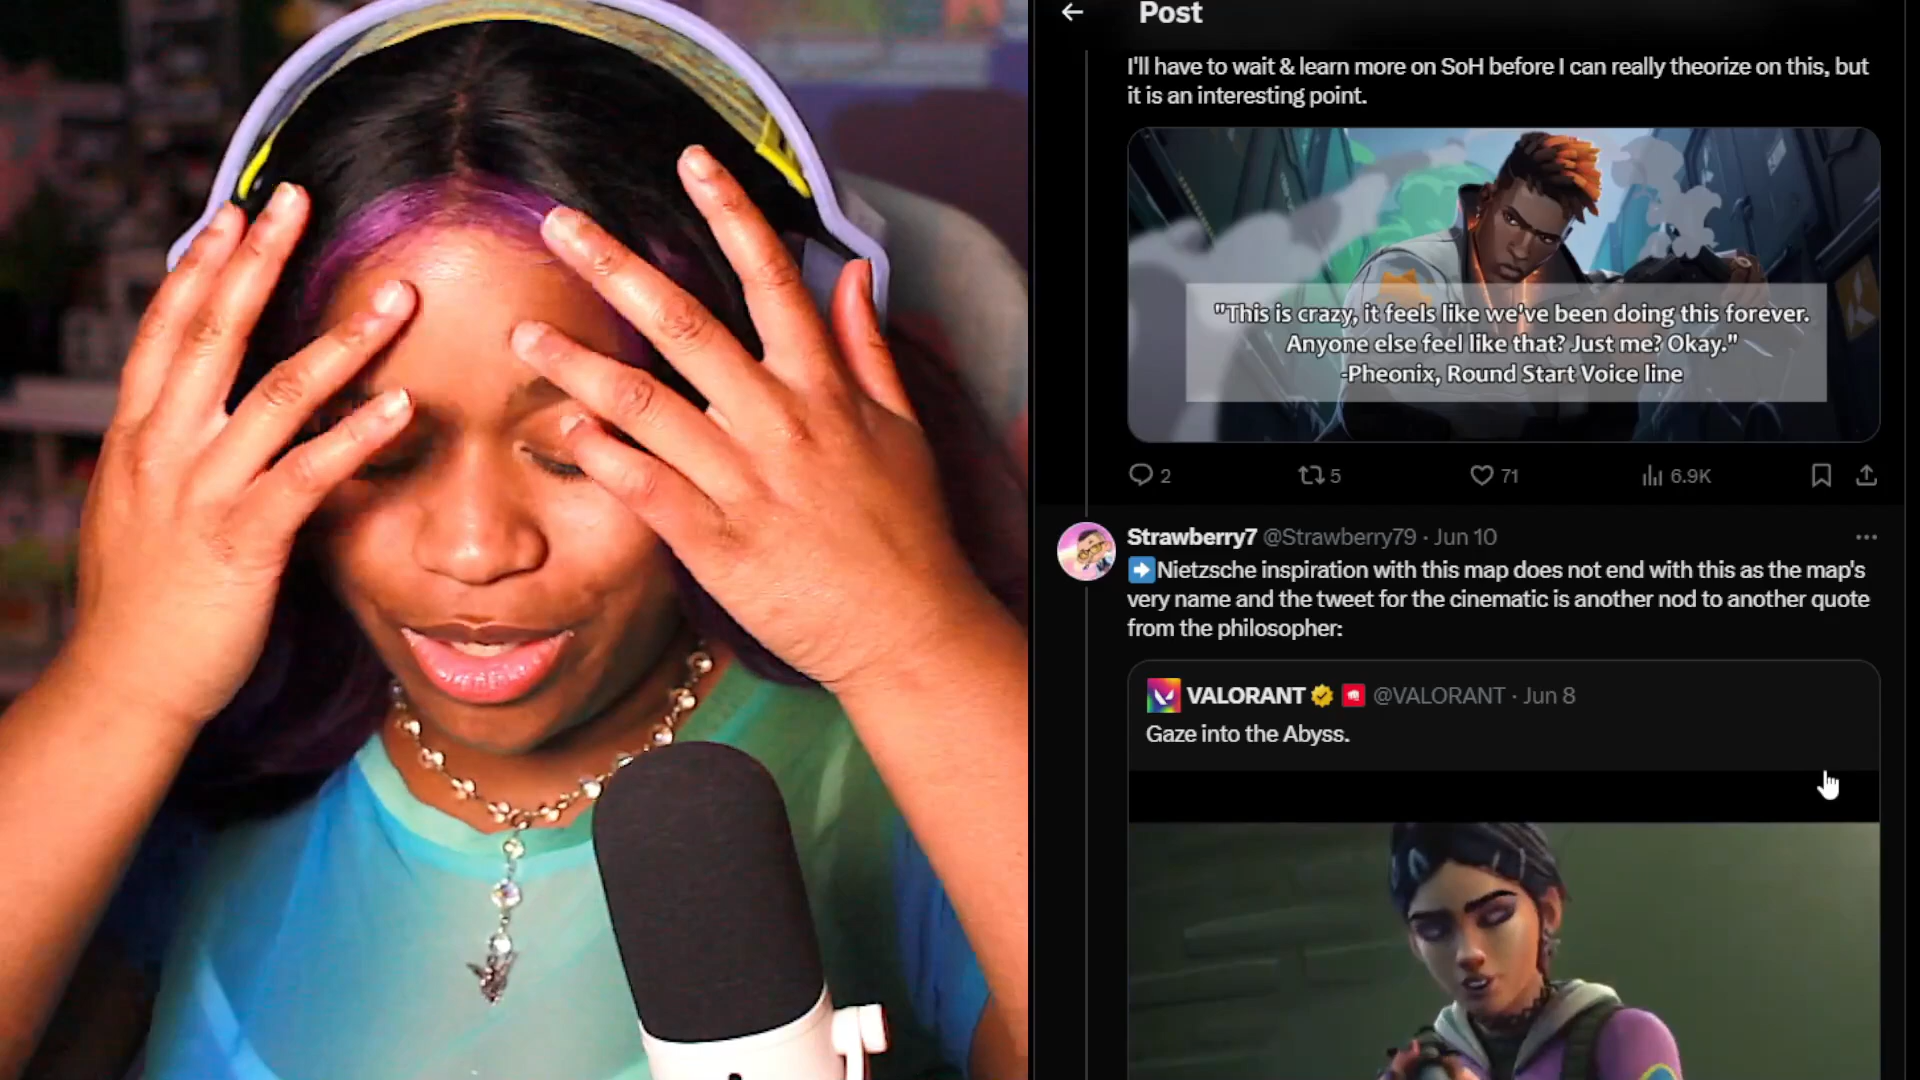 Post
I'll have to wait & learn more on SoH before I can really theorize on this, but
it is an interesting point.
"This is crazy, it feels like we've been doing this forever.
Anyone else feel like that? Just me? Okay."
-Pheonix, Round Start Voice line
2 5 71 6.9K
Strawberry7 @Strawberry79 · Jun 10
Nietzsche inspiration with this map does not end with this as the map's
very name and the tweet for the cinematic is another nod to another quote
from the philosopher:
VALORANT @VALORANT · Jun 8
Gaze into the Abyss.